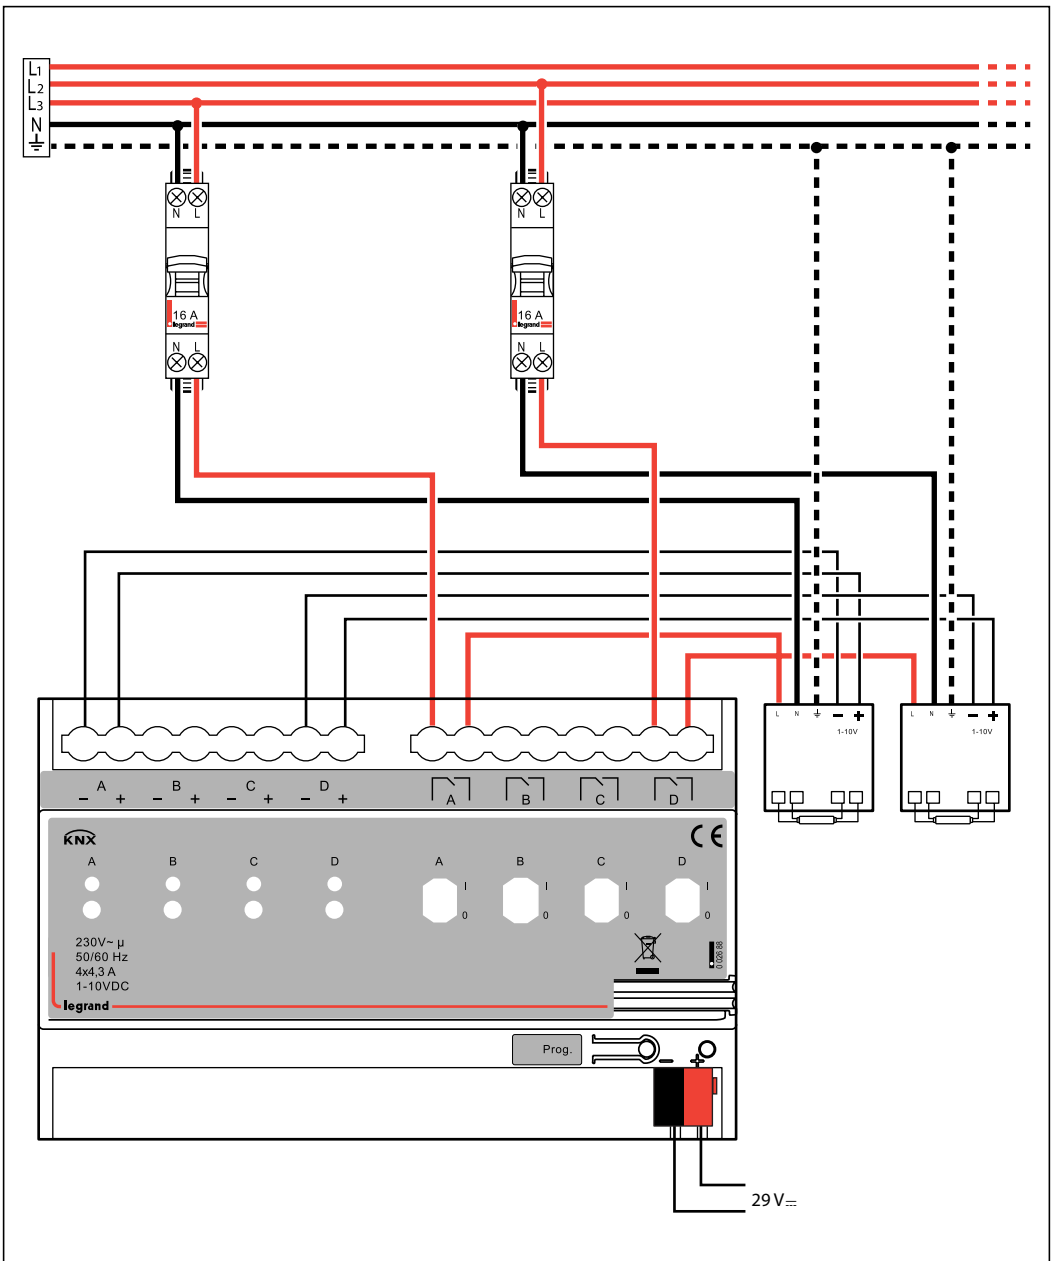 L1
L2
L3
N
N L
N L
16 A
legrand
16 A
legrand
N L
N L
L N - +
1-10V
L N - +
1-10V
A B C D
- + - + - + - +
A B C D
KNX
CE
A B C D
A B C D
I I I I
0 0 0 0
230V~ µ
50/60 Hz
4x4,3 A
1-10VDC
legrand
0 026 88
Prog.
- +
29 V